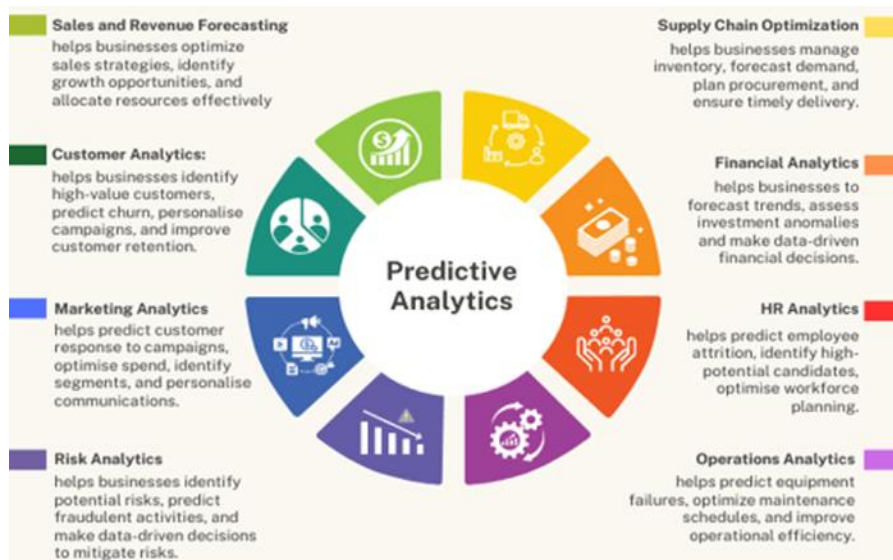 Sales and Revenue Forecasting
helps businesses optimize
sales strategies, identify
growth opportunities, and
allocate resources effectively
Customer Analytics:
helps businesses identify
high-value customers,
predict churn, personalise
campaigns, and improve
customer retention.
Marketing Analytics
helps predict customer
response to campaigns,
optimise spend, identify
segments, and personalise
communications.
Risk Analytics
helps businesses identify
potential risks, predict
fraudulent activities, and
make data-driven decisions
to mitigate risks.
Predictive
Analytics
Supply Chain Optimization
helps businesses manage
inventory, forecast demand,
plan procurement, and
ensure timely delivery.
Financial Analytics
helps businesses to
forecast trends, assess
investment anomalies
and make data-driven
financial decisions.
HR Analytics
helps predict employee
attrition, identify high-
potential candidates,
optimise workforce
planning.
Operations Analytics
helps predict equipment
failures, optimize maintenance
schedules, and improve
operational efficiency.